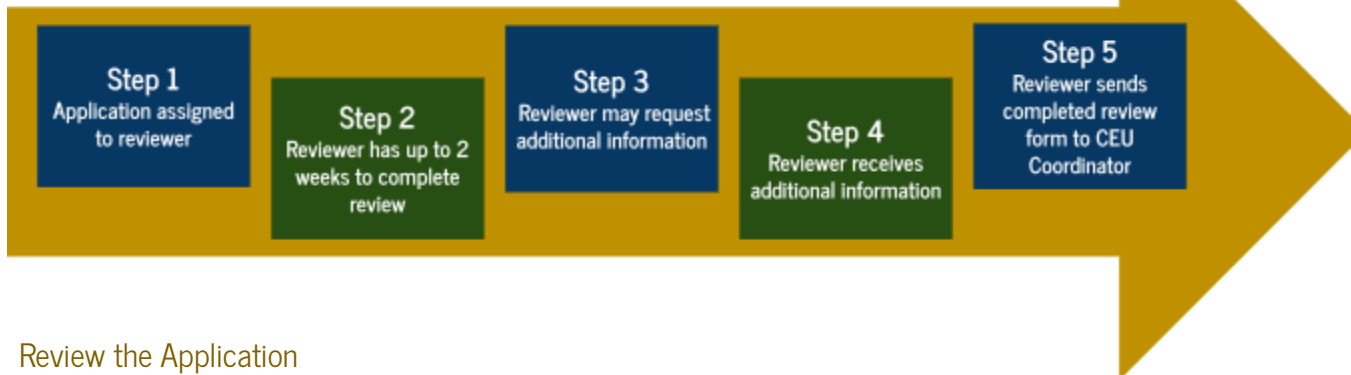 Step 1
Application assigned
to reviewer
Step 2
Reviewer has up to 2
weeks to complete
review
Step 3
Reviewer may request
additional information
Step 4
Reviewer receives
additional information
Step 5
Reviewer sends
completed review
form to CEU
Coordinator
Review the Application